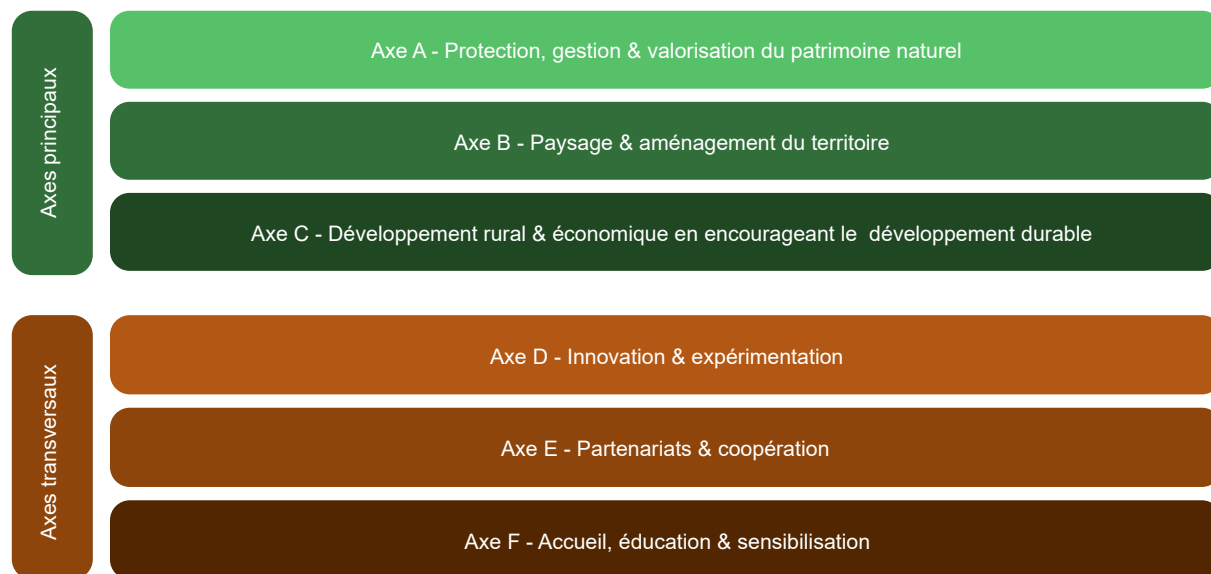 Axes principaux
Axe A - Protection, gestion & valorisation du patrimoine naturel
Axe B - Paysage & aménagement du territoire
Axe C - Développement rural & économique en encourageant le  développement durable
Axes transversaux
Axe D - Innovation & expérimentation
Axe E - Partenariats & coopération
Axe F - Accueil, éducation & sensibilisation